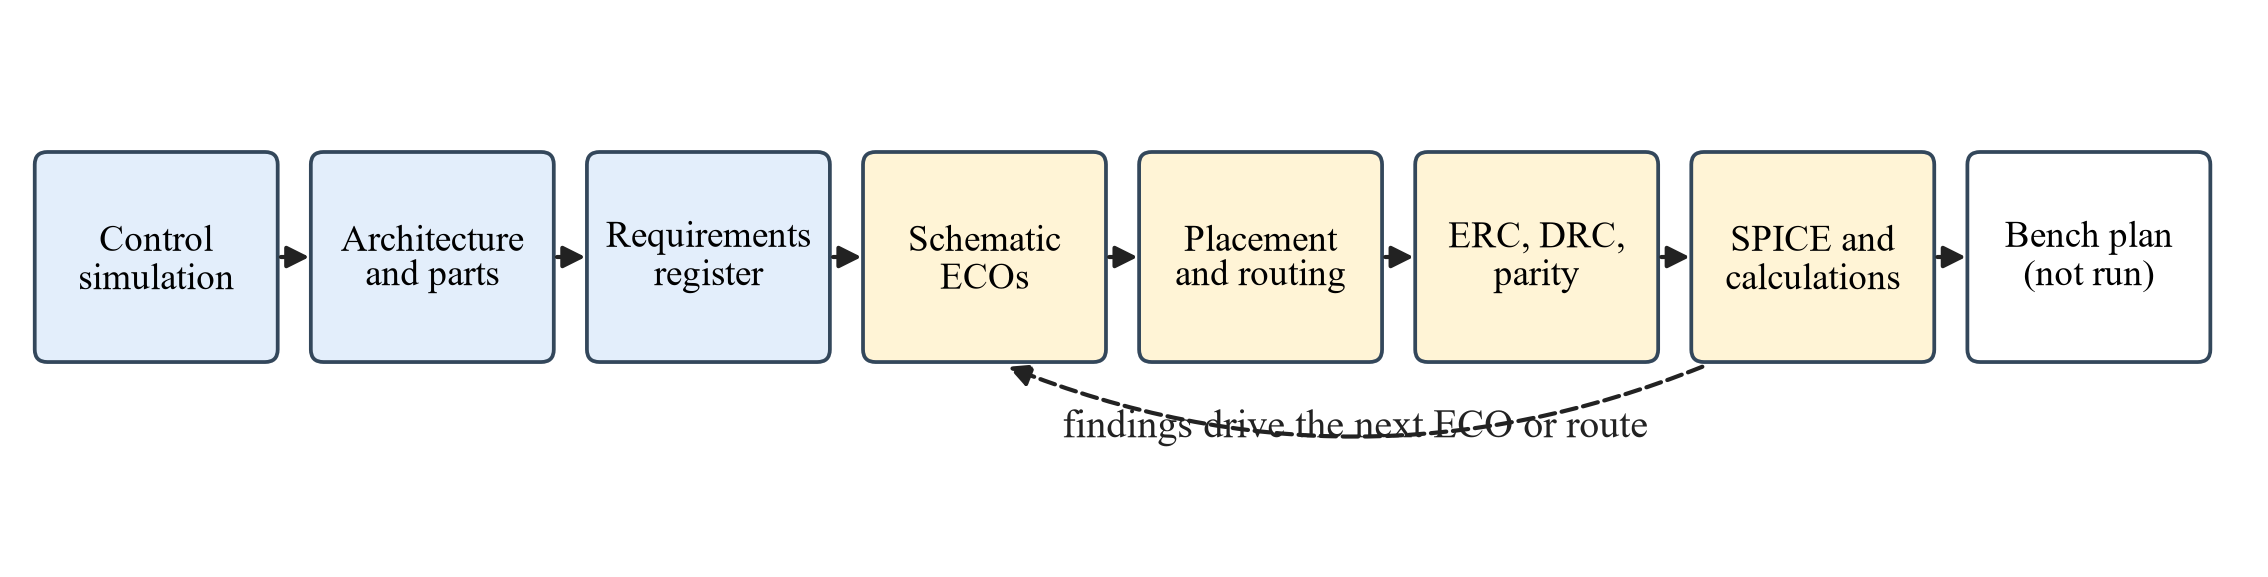 Control
simulation
Architecture
and parts
Requirements
register
Schematic
ECOs
Placement
and routing
ERC, DRC,
parity
SPICE and
calculations
Bench plan
(not run)
findings drive the next ECO or route